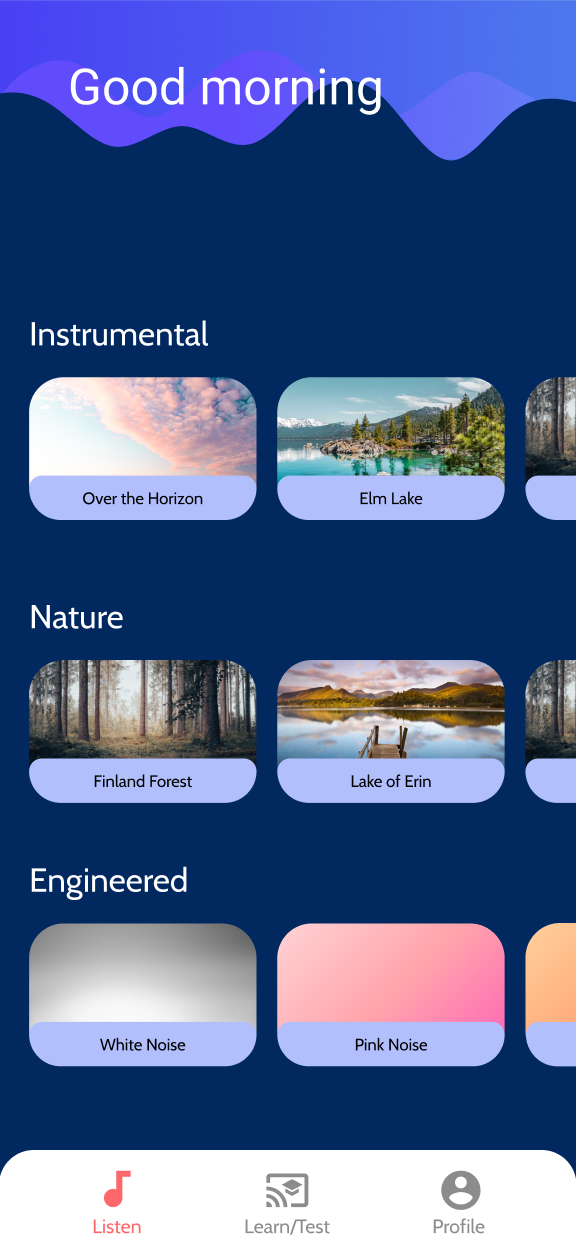 Good morning
Instrumental
Over the Horizon
Elm Lake
Nature
Finland Forest
Lake of Erin
Engineered
White Noise
Pink Noise
Listen
Learn/Test
Profile